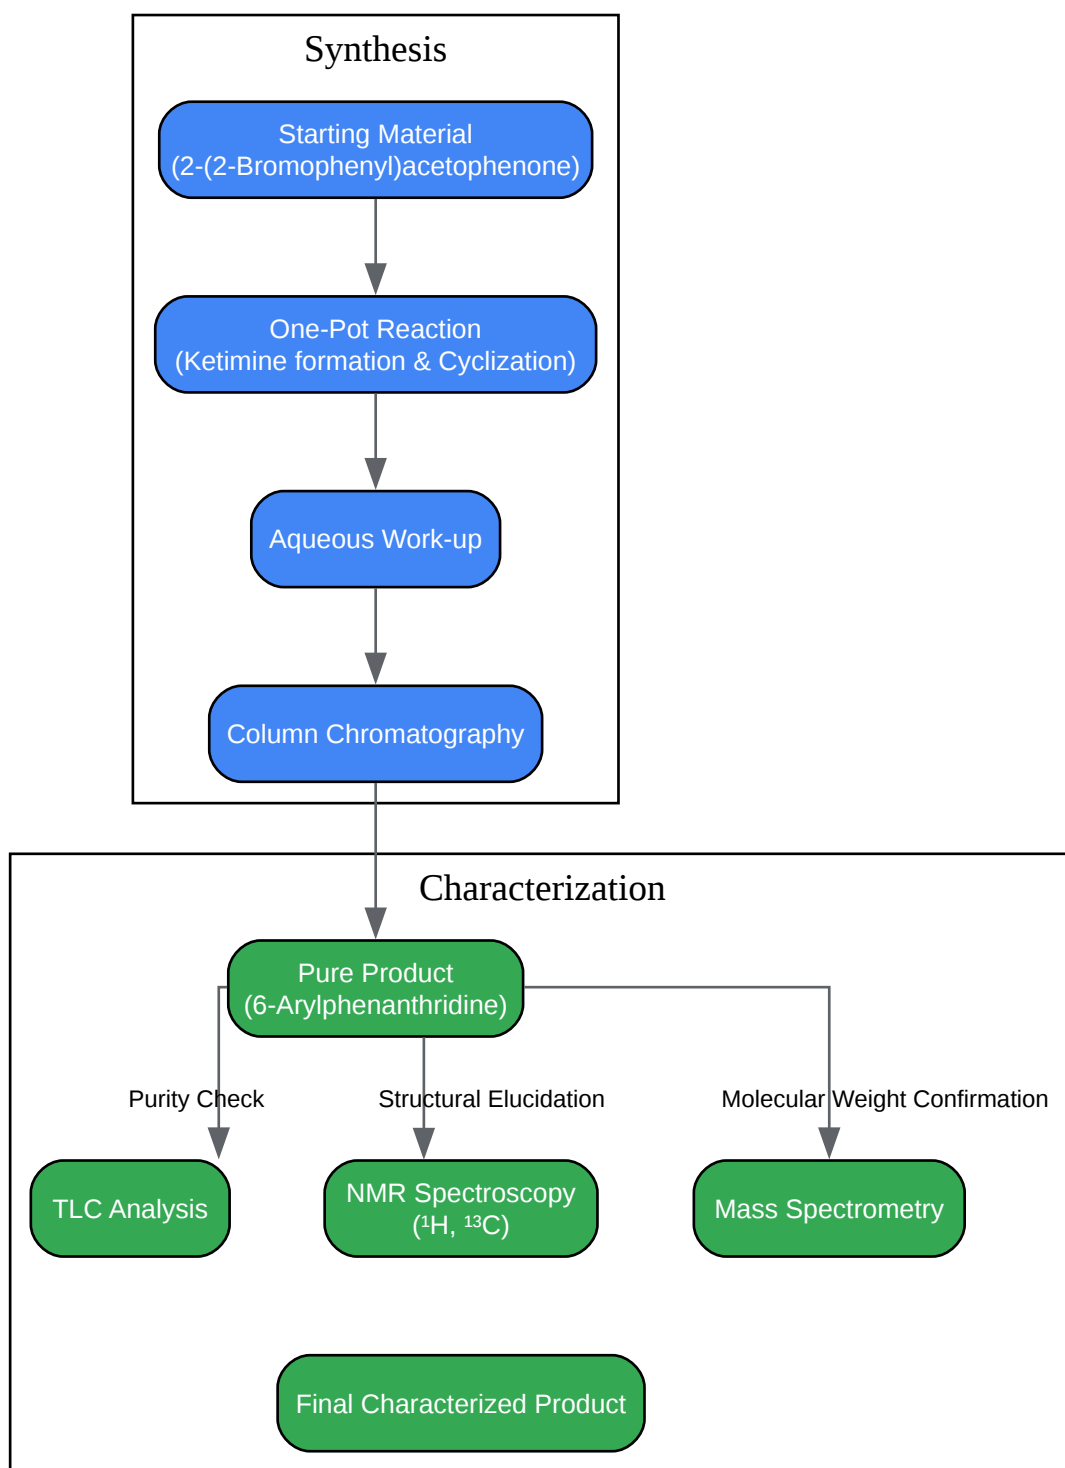 Synthesis
Starting Material
(2-(2-Bromophenyl)acetophenone)
One-Pot Reaction
(Ketimine formation & Cyclization)
Aqueous Work-up
Column Chromatography
Characterization
Pure Product
(6-Arylphenanthridine)
Purity Check
Structural Elucidation
Molecular Weight Confirmation
TLC Analysis
NMR Spectroscopy
(¹H, ¹³C)
Mass Spectrometry
Final Characterized Product